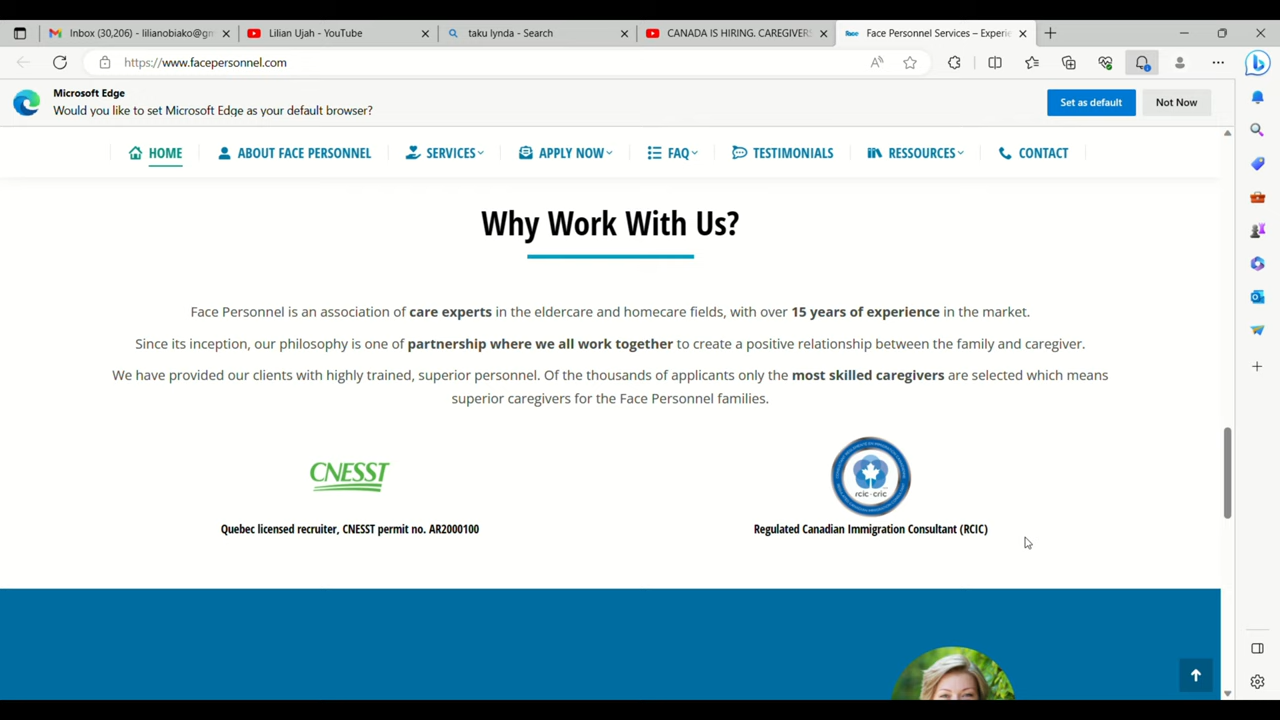 Inbox (30,206) - lilianobiako@gm
Lilian Ujah - YouTube
taku lynda - Search
CANADA IS HIRING. CAREGIVERS
Face Personnel Services – Experie
https://www.facepersonnel.com
Microsoft Edge
Would you like to set Microsoft Edge as your default browser?
Set as default
Not Now
HOME
ABOUT FACE PERSONNEL
SERVICES
APPLY NOW
FAQ
TESTIMONIALS
RESSOURCES
CONTACT
Why Work With Us?
Face Personnel is an association of care experts in the eldercare and homecare fields, with over 15 years of experience in the market.
Since its inception, our philosophy is one of partnership where we all work together to create a positive relationship between the family and caregiver.
We have provided our clients with highly trained, superior personnel. Of the thousands of applicants only the most skilled caregivers are selected which means
superior caregivers for the Face Personnel families.
CNESST
rcic·cric
Quebec licensed recruiter, CNESST permit no. AR2000100
Regulated Canadian Immigration Consultant (RCIC)